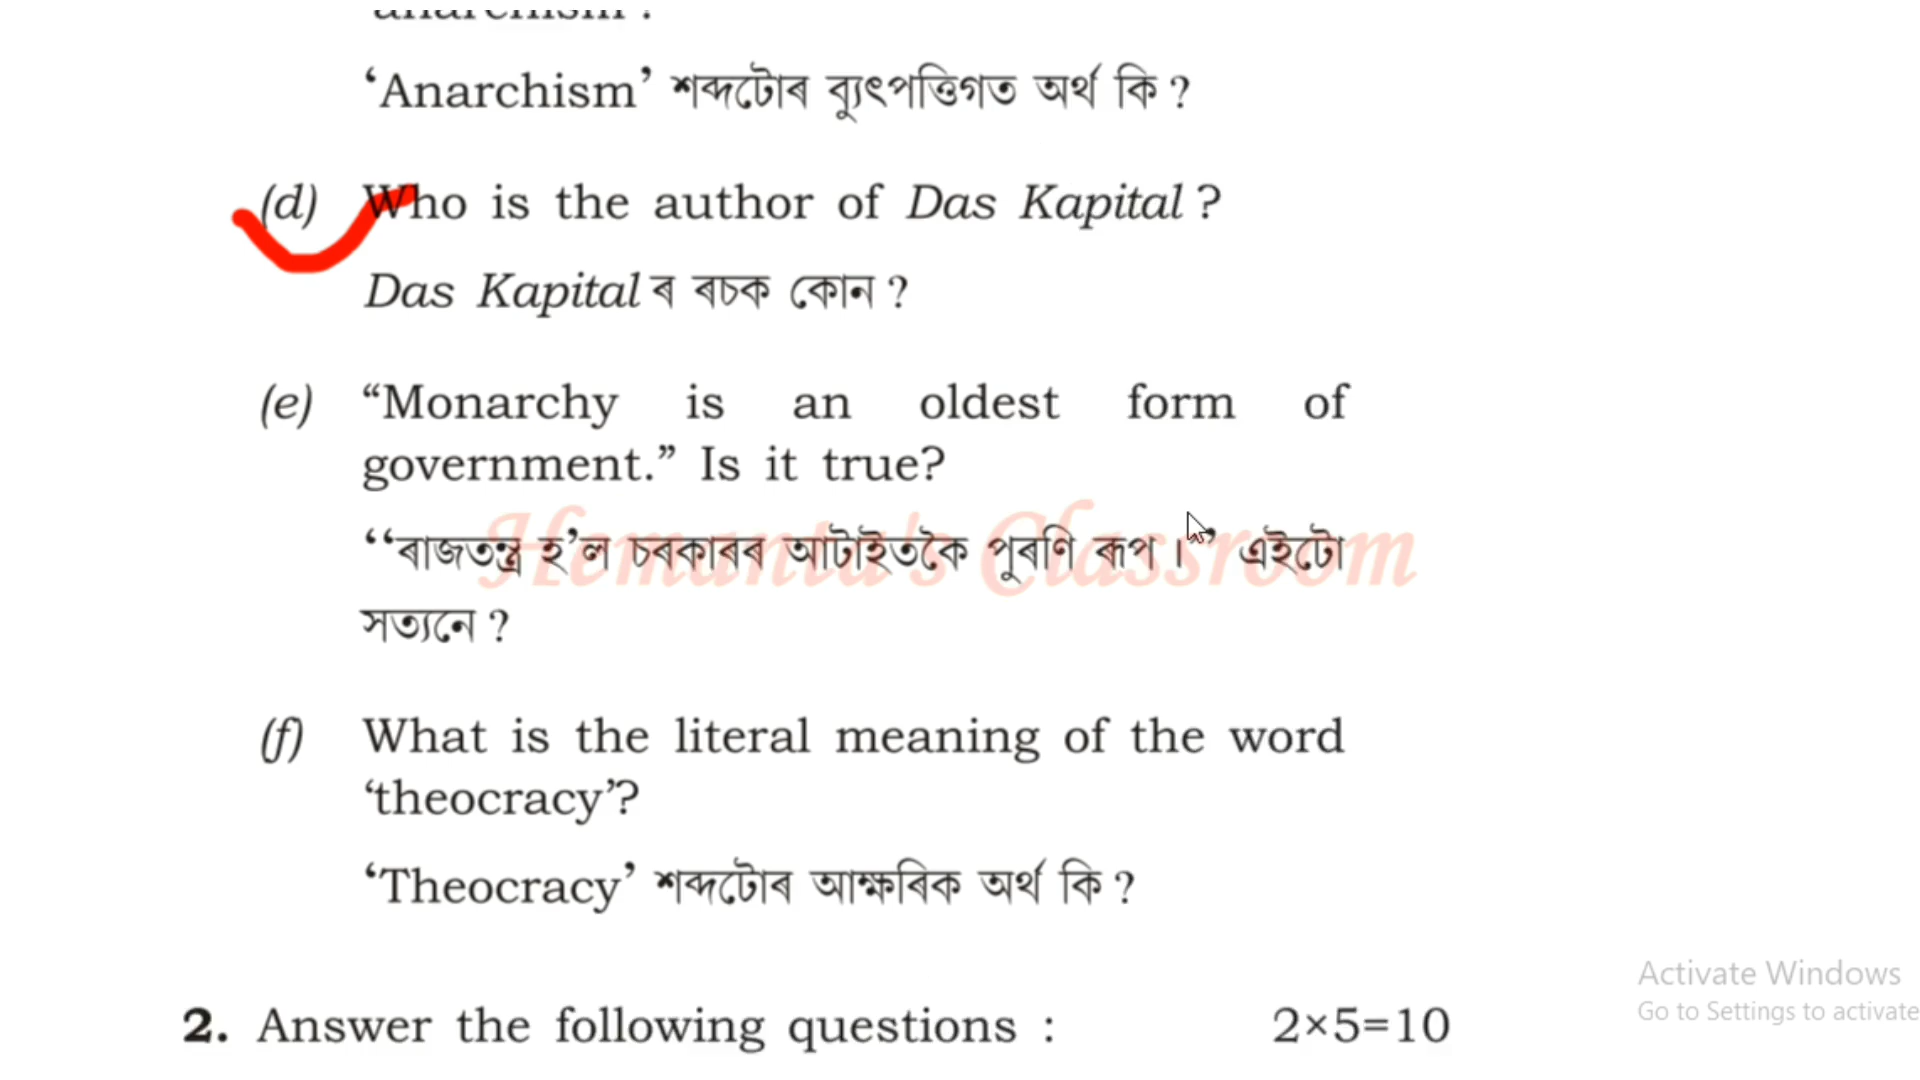 anarchism ?
‘Anarchism’ শব্দটোৰ ব্যুৎপত্তিগত অৰ্থ কি ?
(d) Who is the author of Das Kapital ?
Das Kapital ৰ ৰচক কোন ?
(e) “Monarchy is an oldest form of
government.” Is it true?
‘‘ৰাজতন্ত্ৰ হ’ল চৰকাৰৰ আটাইতকৈ পুৰণি ৰূপ ।’’ এইটো
সত্যনে ?
Hemanta's Classroom
(f) What is the literal meaning of the word
‘theocracy’?
‘Theocracy’ শব্দটোৰ আক্ষৰিক অৰ্থ কি ?
2. Answer the following questions : 2×5=10
Activate Windows
Go to Settings to activate